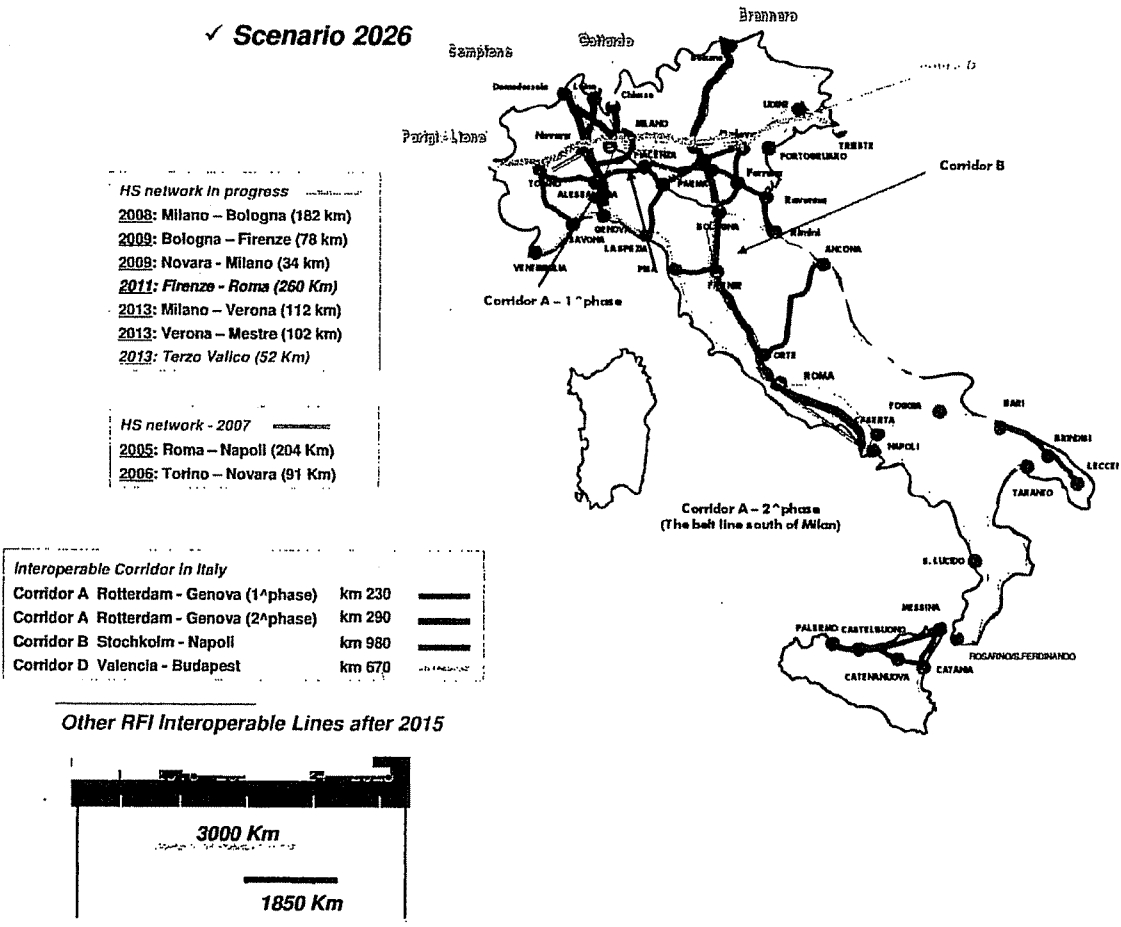 ✓ Scenario 2026
Brennero
Gottardo
Sempione
Domodossola
Chiasso
UDINE
Parigi - Lione
Novara
MILANO
TRIESTE
PORTOGRUARO
Corridor B
PIACENZA
TORINO
PARMA
Ferrara
ALESSANDRIA
Ravenna
GENOVA
BOLOGNA
Rimini
SAVONA
LA SPEZIA
ANCONA
VENTIMIGLIA
PISA
FIRENZE
Corridor A – 1^phase
ORTE
ROMA
FOGGIA
BARI
CASERTA
BRINDISI
NAPOLI
LECCE
TARANTO
Corridor A – 2^phase
(The belt line south of Milan)
S. LUCIDO
MESSINA
PALERMO CASTELBUONO
ROSARNO/S.FERDINANDO
CATENANUOVA
CATANIA
HS network in progress
2008: Milano – Bologna (182 km)
2009: Bologna – Firenze (78 km)
2009: Novara - Milano (34 km)
2011: Firenze - Roma (260 Km)
2013: Milano – Verona (112 km)
2013: Verona – Mestre (102 km)
2013: Terzo Valico (52 Km)
HS network - 2007
2005: Roma – Napoli (204 Km)
2006: Torino – Novara (91 Km)
Interoperable Corridor in Italy
Corridor A Rotterdam - Genova (1^phase) km 230
Corridor A Rotterdam - Genova (2^phase) km 290
Corridor B Stochkolm - Napoli km 980
Corridor D Valencia - Budapest km 670
Other RFI Interoperable Lines after 2015
3000 Km
1850 Km